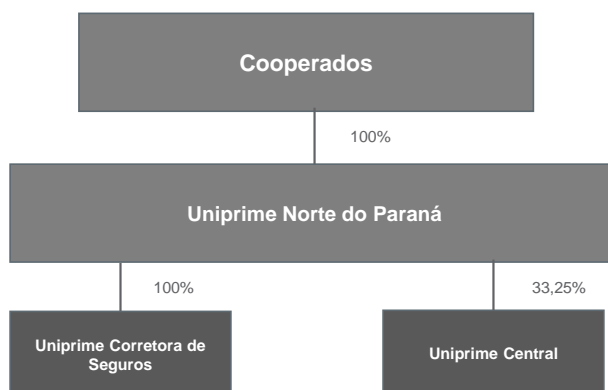 Cooperados
100%
Uniprime Norte do Paraná
100%
33,25%
Uniprime Corretora de
Seguros
Uniprime Central